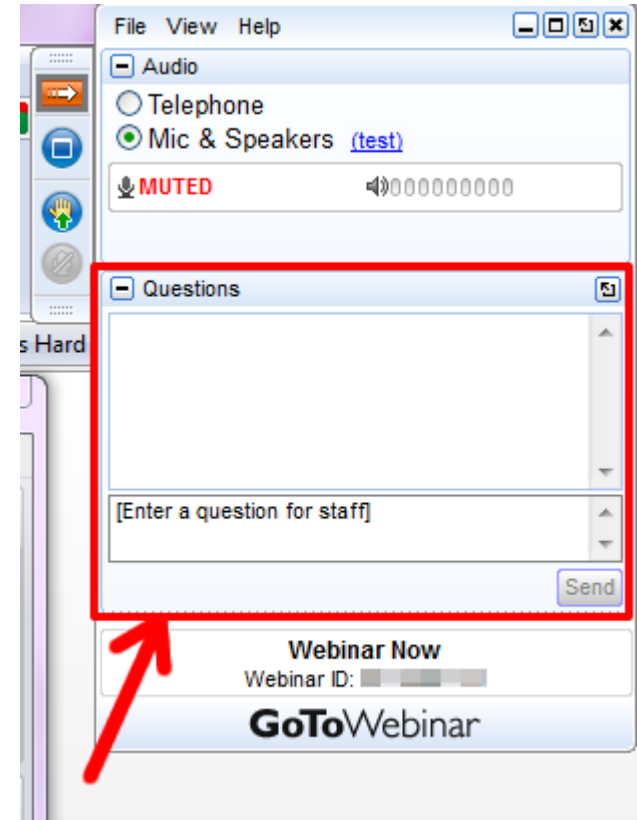 File View Help
Audio
Telephone
Mic & Speakers (test)
MUTED 000000000
Questions
s Hard
[Enter a question for staff]
Send
Webinar Now
Webinar ID:
GoToWebinar